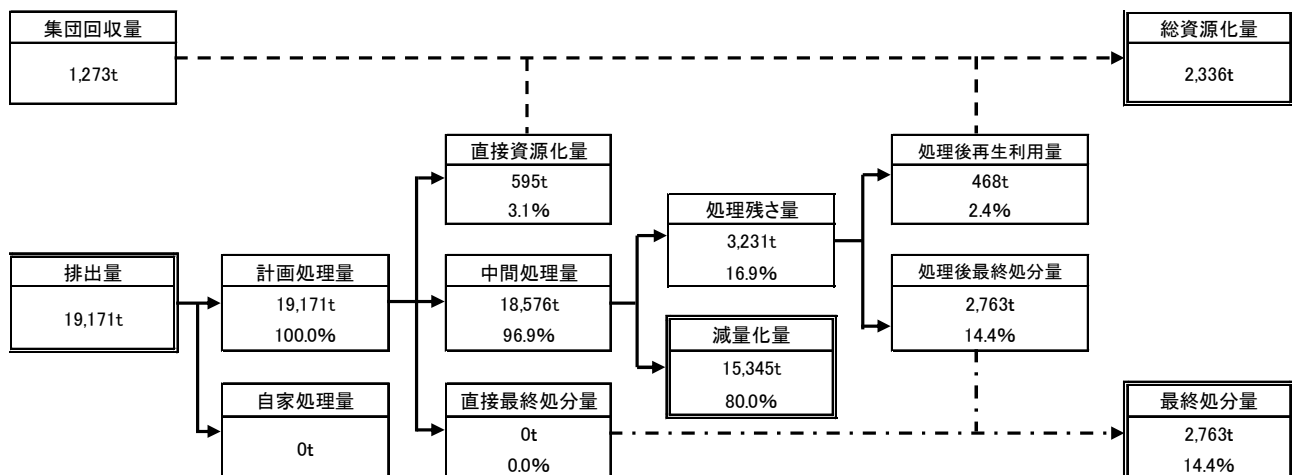 集団回収量
1,273t
総資源化量
2,336t
直接資源化量
595t
3.1%
処理後再生利用量
468t
2.4%
処理残さ量
3,231t
16.9%
排出量
19,171t
計画処理量
19,171t
100.0%
中間処理量
18,576t
96.9%
処理後最終処分量
2,763t
14.4%
減量化量
15,345t
80.0%
自家処理量
0t
直接最終処分量
0t
0.0%
最終処分量
2,763t
14.4%